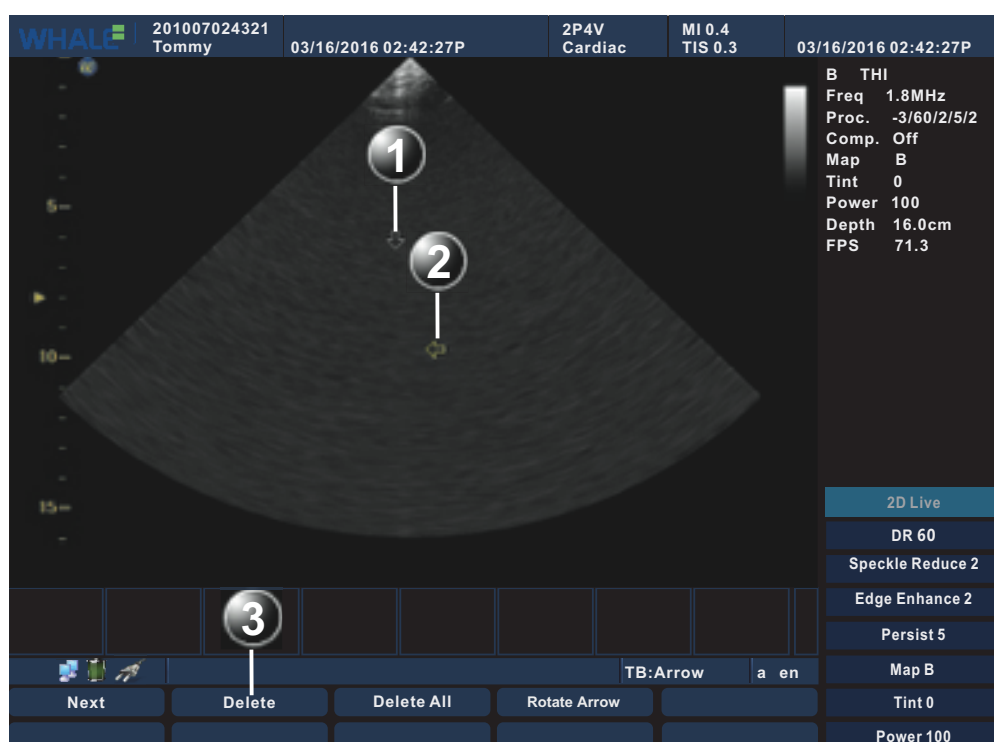 WHALE
201007024321
Tommy
03/16/2016 02:42:27P
2P4V
Cardiac
MI 0.4
TIS 0.3
03/16/2016 02:42:27P
B THI
Freq 1.8MHz
Proc. -3/60/2/5/2
Comp. Off
Map B
Tint 0
Power 100
Depth 16.0cm
FPS 71.3
1
2
5
10
15
2D Live
DR 60
Speckle Reduce 2
Edge Enhance 2
Persist 5
Map B
Tint 0
Power 100
3
TB:Arrow
a en
Next
Delete
Delete All
Rotate Arrow